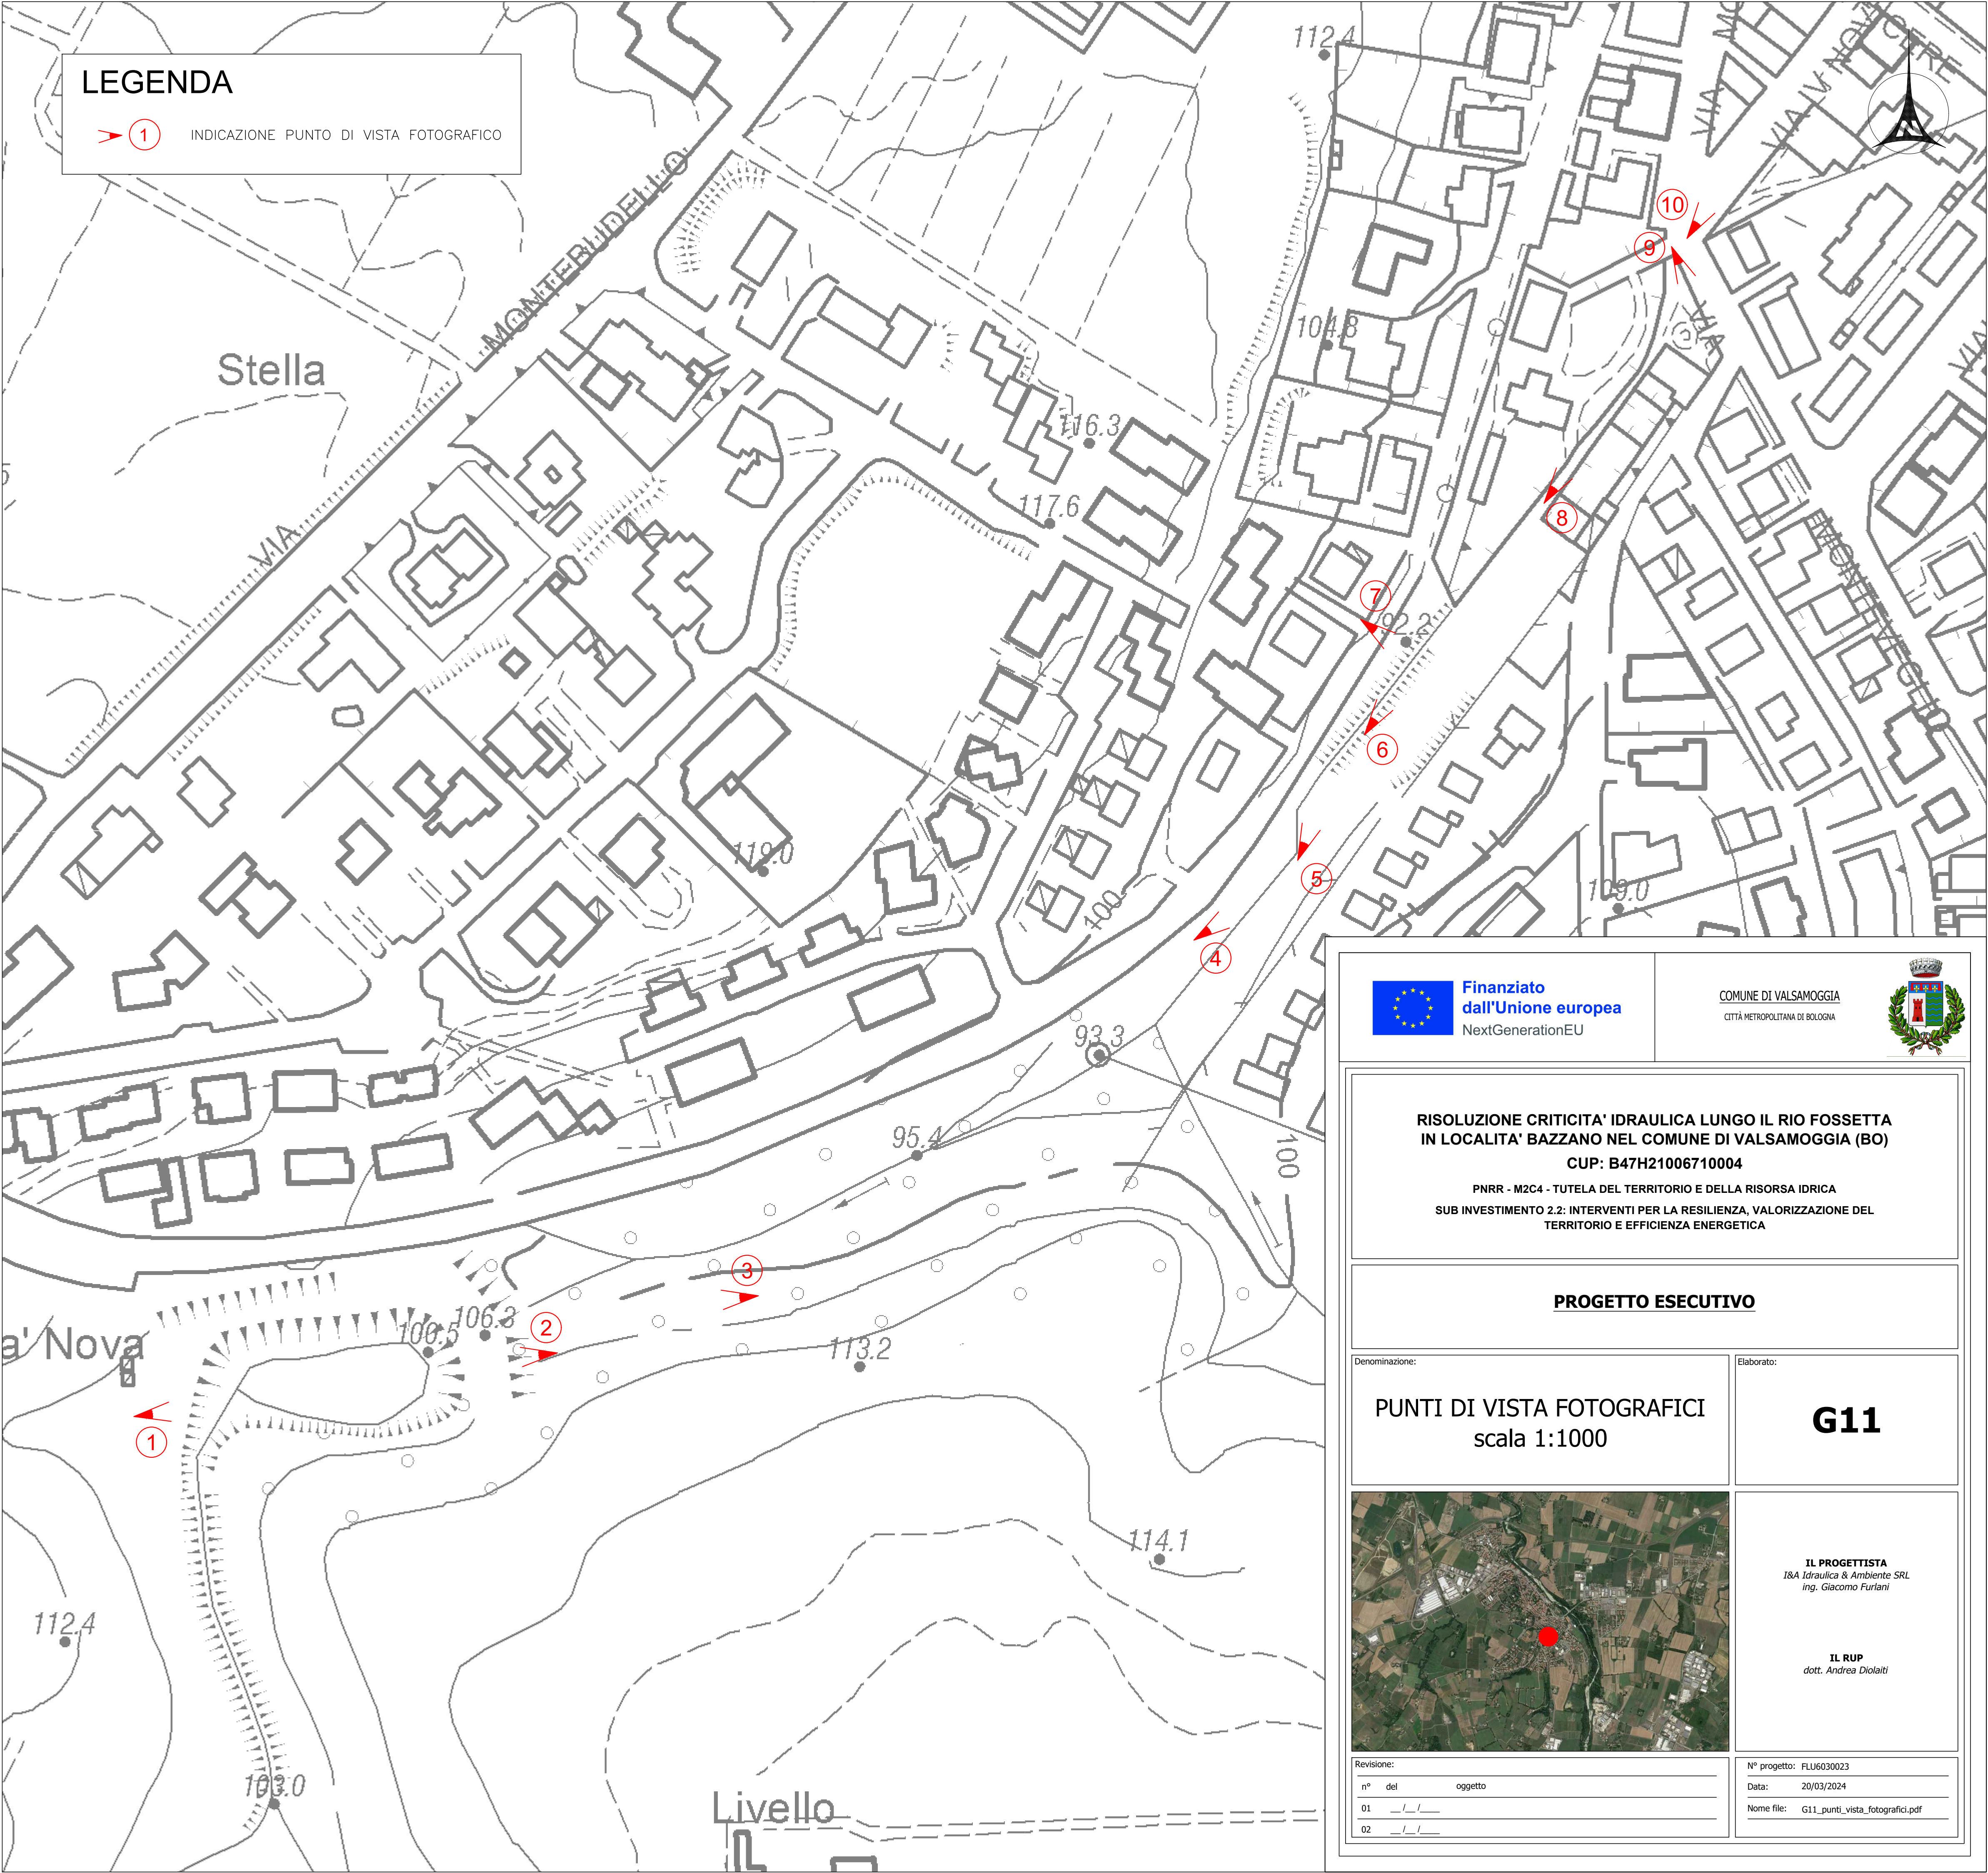 LEGENDA
1 INDICAZIONE PUNTO DI VISTA FOTOGRAFICO
112.4
VIA IV NOVEMBRE
VIA
10
9
VIA
MONTEBUDELLO
104.8
Stella
116.3
117.6
VIA
8
MONTEVEGLIO
7
92.2
6
119.0
5
109.0
100
4
93.3
95.4
100
3
2
106.3
100.5
a' Nova
113.2
1
114.1
112.4
103.0
Livello
Finanziato
dall'Unione europea
NextGenerationEU
COMUNE DI VALSAMOGGIA
CITTÀ METROPOLITANA DI BOLOGNA
RISOLUZIONE CRITICITA' IDRAULICA LUNGO IL RIO FOSSETTA
IN LOCALITA' BAZZANO NEL COMUNE DI VALSAMOGGIA (BO)
CUP: B47H21006710004
PNRR - M2C4 - TUTELA DEL TERRITORIO E DELLA RISORSA IDRICA
SUB INVESTIMENTO 2.2: INTERVENTI PER LA RESILIENZA, VALORIZZAZIONE DEL
TERRITORIO E EFFICIENZA ENERGETICA
PROGETTO ESECUTIVO
Denominazione:
PUNTI DI VISTA FOTOGRAFICI
scala 1:1000
Elaborato:
G11
IL PROGETTISTA
I&A Idraulica & Ambiente SRL
ing. Giacomo Furlani
IL RUP
dott. Andrea Diolaiti
Revisione:
n° del oggetto
01 __ /__ /____
02 __ /__ /____
N° progetto: FLU6030023
Data: 20/03/2024
Nome file: G11_punti_vista_fotografici.pdf